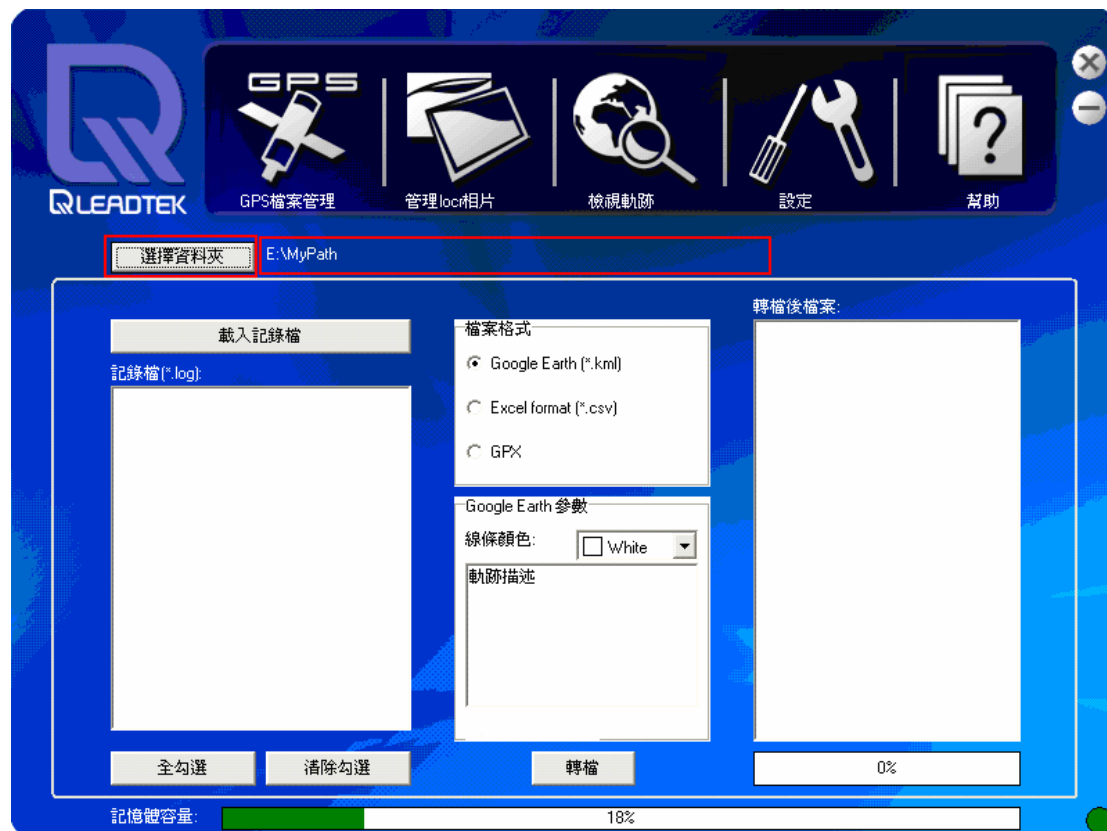 GPS
LEADTEK
GPS檔案管理
管理locr相片
檢視軌跡
設定
幫助
選擇資料夾
E:\MyPath
載入記錄檔
記錄檔(*.log):
檔案格式
Google Earth (*.kml)
Excel format (*.csv)
GPX
Google Earth 參數
線條顏色:
White
軌跡描述
轉檔後檔案:
全勾選
清除勾選
轉檔
0%
記憶體容量:
18%